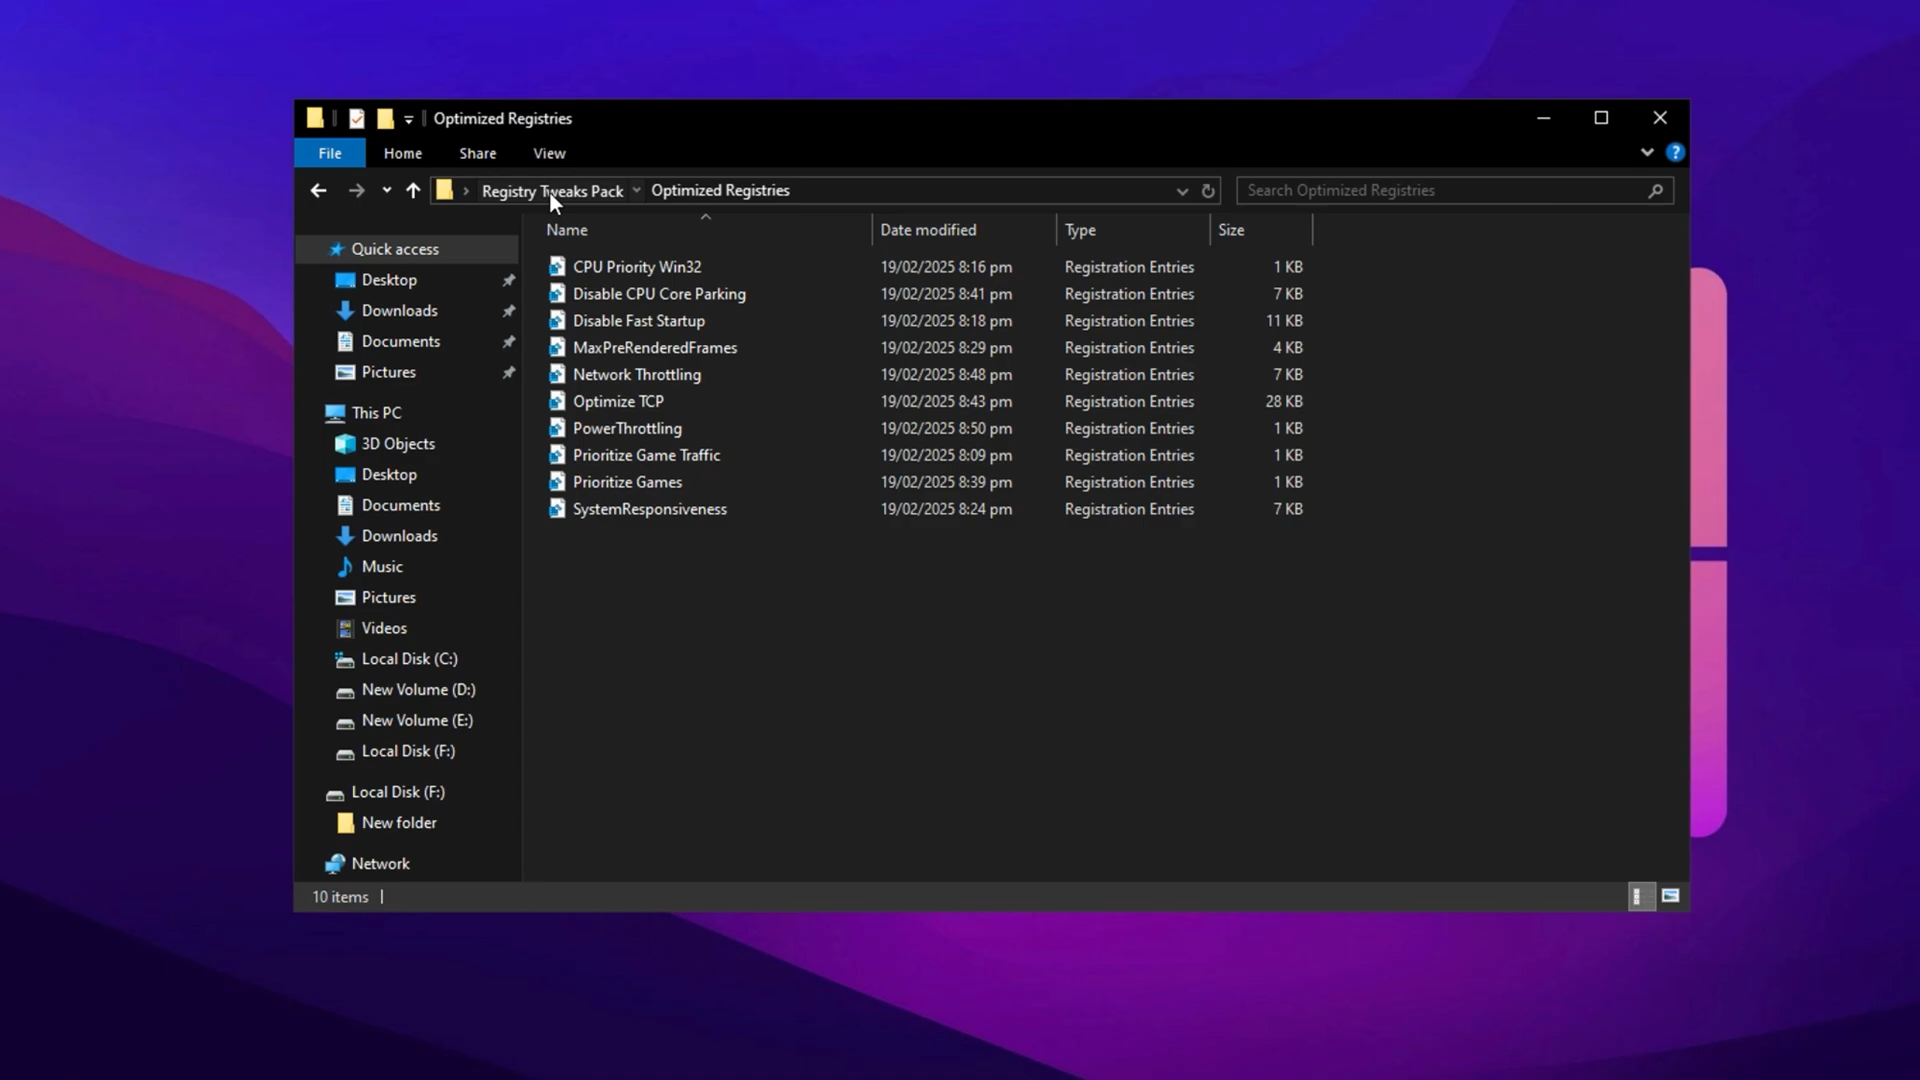 Optimized Registries
File Home Share View
Registry Tweaks Pack Optimized Registries Search Optimized Registries
Name Date modified Type Size
Quick access
Desktop
Downloads
Documents
Pictures
This PC
3D Objects
Desktop
Documents
Downloads
Music
Pictures
Videos
Local Disk (C:)
New Volume (D:)
New Volume (E:)
Local Disk (F:)
Local Disk (F:)
New folder
Network
CPU Priority Win32 19/02/2025 8:16 pm Registration Entries 1 KB
Disable CPU Core Parking 19/02/2025 8:41 pm Registration Entries 7 KB
Disable Fast Startup 19/02/2025 8:18 pm Registration Entries 11 KB
MaxPreRenderedFrames 19/02/2025 8:29 pm Registration Entries 4 KB
Network Throttling 19/02/2025 8:48 pm Registration Entries 7 KB
Optimize TCP 19/02/2025 8:43 pm Registration Entries 28 KB
PowerThrottling 19/02/2025 8:50 pm Registration Entries 1 KB
Prioritize Game Traffic 19/02/2025 8:09 pm Registration Entries 1 KB
Prioritize Games 19/02/2025 8:39 pm Registration Entries 1 KB
SystemResponsiveness 19/02/2025 8:24 pm Registration Entries 7 KB
10 items